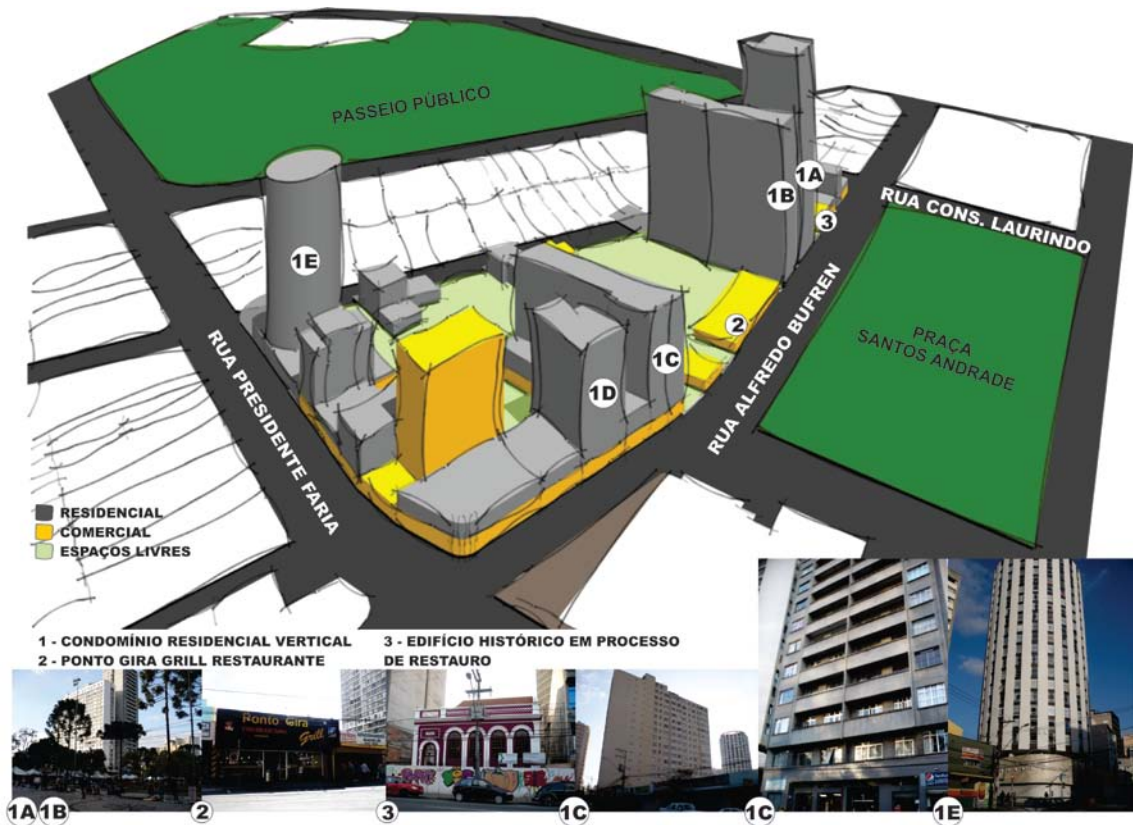 PASSEIO PÚBLICO
1A
1B
3
RUA CONS. LAURINDO
1E
2
PRAÇA
SANTOS ANDRADE
RUA ALFREDO BUFREN
1C
1D
RUA PRESIDENTE FARIA
RESIDENCIAL
COMERCIAL
ESPAÇOS LIVRES
1 - CONDOMÍNIO RESIDENCIAL VERTICAL
2 - PONTO GIRA GRILL RESTAURANTE
3 - EDIFÍCIO HISTÓRICO EM PROCESSO
DE RESTAURO
Ponto Gira
Grill
1A 1B
2
3
1C
1C
1E